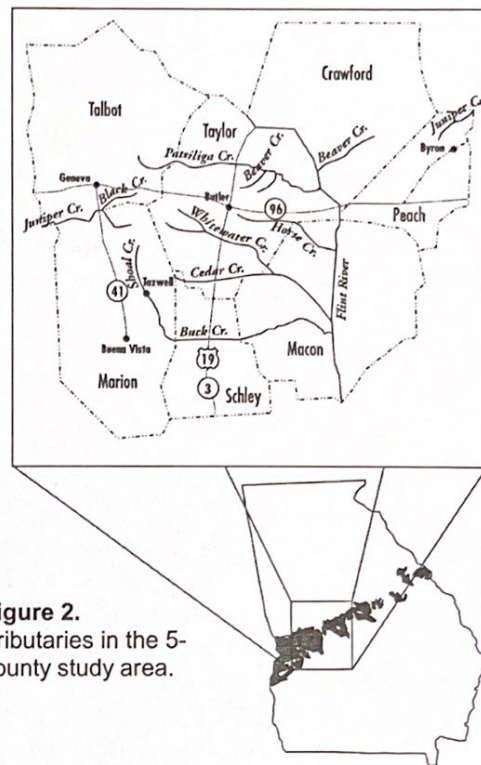 Crawford
Talbot
Juniper Cr.
Taylor
Beaver Cr.
Beaver Cr.
Byron
Patsiliga Cr.
Geneva
Black Cr.
Butler
96
Peach
Juniper Cr.
Whitewater Cr.
Horse Cr.
Shoal Cr.
Cedar Cr.
Flint River
41
Tazwell
Buck Cr.
Buena Vista
19
Macon
Marion
3
Schley
igure 2.
ributaries in the 5-
ounty study area.